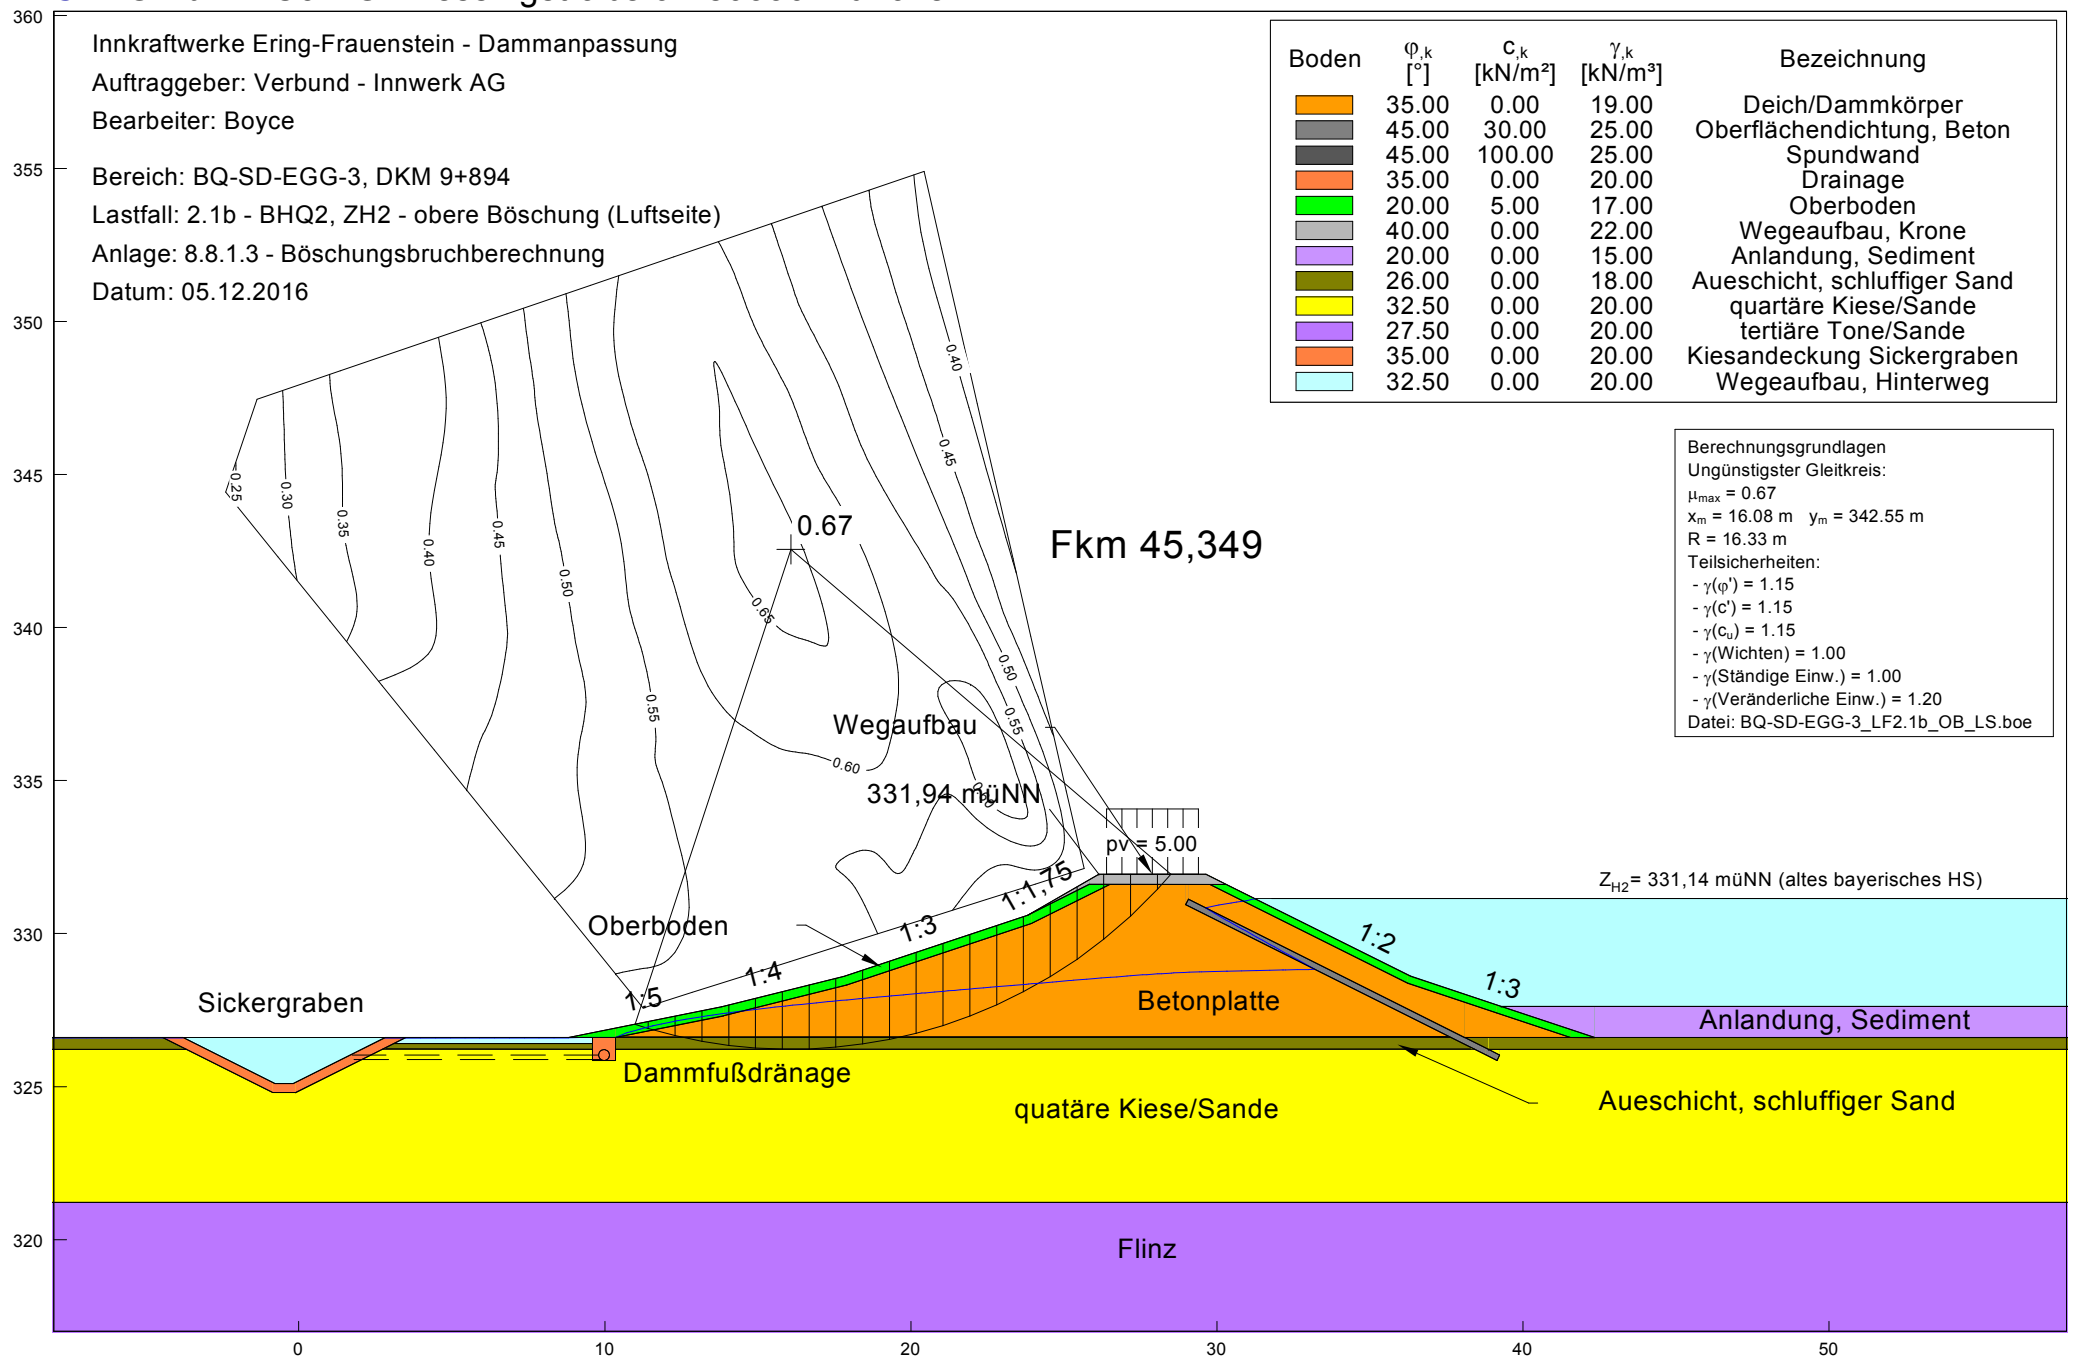 360
355
350
345
340
335
330
325
320
Innkraftwerke Ering-Frauenstein - Dammanpassung
Auftraggeber: Verbund - Innwerk AG
Bearbeiter: Boyce
Bereich: BQ-SD-EGG-3, DKM 9+894
Lastfall: 2.1b - BHQ2, ZH2 - obere Böschung (Luftseite)
Anlage: 8.8.1.3 - Böschungsbruchberechnung
Datum: 05.12.2016
Boden φ,k [°] c,k [kN/m²] γ,k [kN/m³] Bezeichnung
35.00 0.00 19.00 Deich/Dammkörper
45.00 30.00 25.00 Oberflächendichtung, Beton
45.00 100.00 25.00 Spundwand
35.00 0.00 20.00 Drainage
20.00 5.00 17.00 Oberboden
40.00 0.00 22.00 Wegeaufbau, Krone
20.00 0.00 15.00 Anlandung, Sediment
26.00 0.00 18.00 Aueschicht, schluffiger Sand
32.50 0.00 20.00 quartäre Kiese/Sande
27.50 0.00 20.00 tertiäre Tone/Sande
35.00 0.00 20.00 Kiesandeckung Sickergraben
32.50 0.00 20.00 Wegeaufbau, Hinterweg
Berechnungsgrundlagen
Ungünstigster Gleitkreis:
μmax = 0.67
xm = 16.08 m ym = 342.55 m
R = 16.33 m
Teilsicherheiten:
- γ(φ') = 1.15
- γ(c') = 1.15
- γ(cu) = 1.15
- γ(Wichten) = 1.00
- γ(Ständige Einw.) = 1.00
- γ(Veränderliche Einw.) = 1.20
Datei: BQ-SD-EGG-3_LF2.1b_OB_LS.boe
0.40
0.45
0.25
0.30
0.35
0.40
0.45
0.50
0.55
0.67
0.65
Fkm 45,349
0.50
0.55
0.60
Wegaufbau
0.60
331,94 müNN
pv = 5.00
ZH2= 331,14 müNN (altes bayerisches HS)
1:1,75
1:3
1:4
1:5
1:2
1:3
Oberboden
Sickergraben
Betonplatte
Anlandung, Sediment
Dammfußdränage
quatäre Kiese/Sande
Aueschicht, schluffiger Sand
Flinz
0
10
20
30
40
50